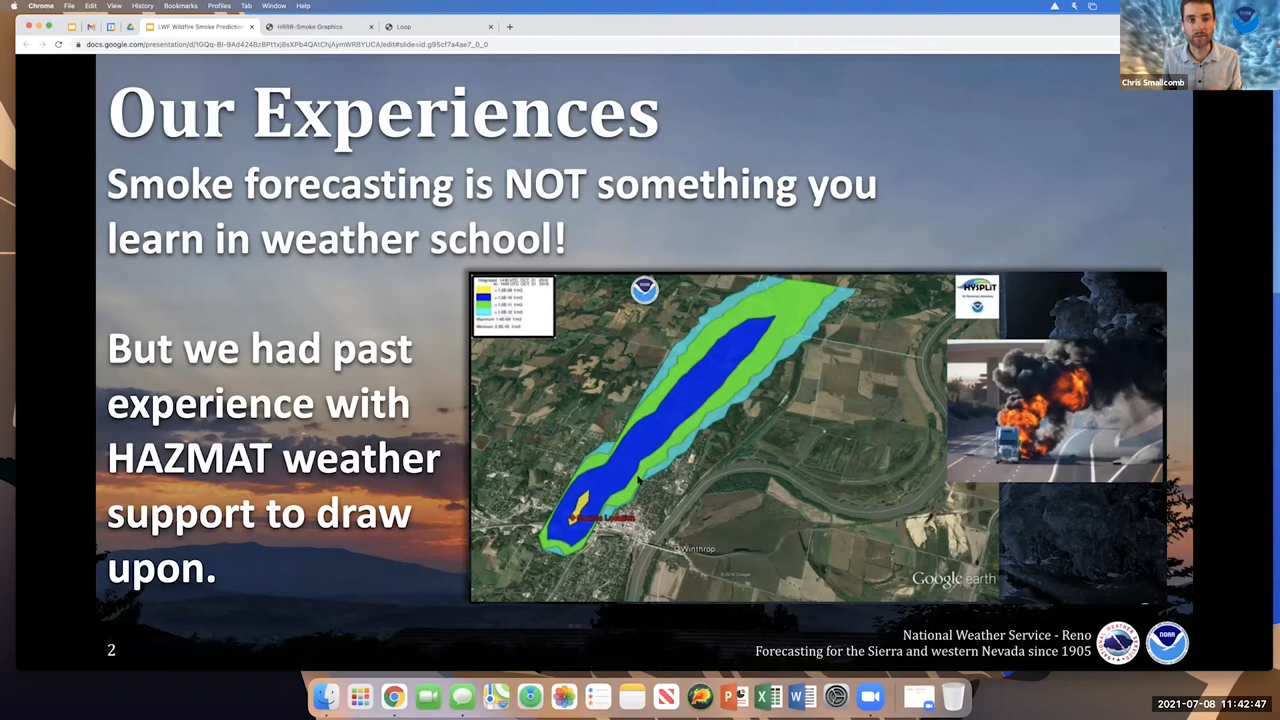 Chrome File Edit View History Bookmarks Profiles Tab Window Help
LWF Wildfire Smoke Prediction
HRRR-Smoke Graphics
Loop
Chris Smallcomb
Our Experiences
Smoke forecasting is NOT something you
learn in weather school!
But we had past
experience with
HAZMAT weather
support to draw
upon.
HYSPLIT
Winthrop
Google earth
2
National Weather Service - Reno
Forecasting for the Sierra and western Nevada since 1905
NOAA
2021-07-08 11:42:47